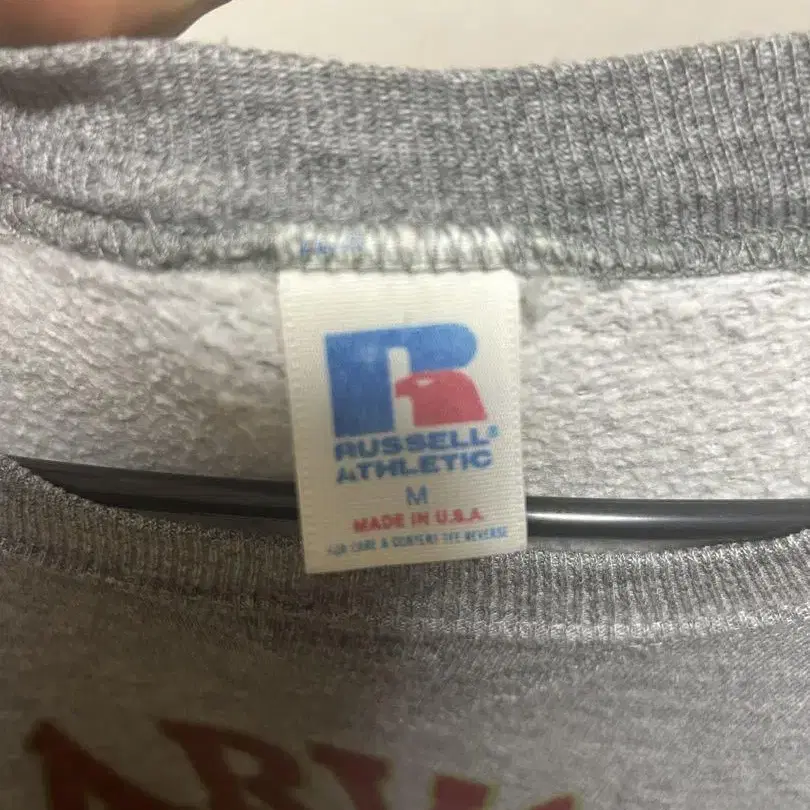 RUSSELL®
ATHLETIC
M
MADE IN U.S.A.
FOR CARE & CONTENT SEE REVERSE